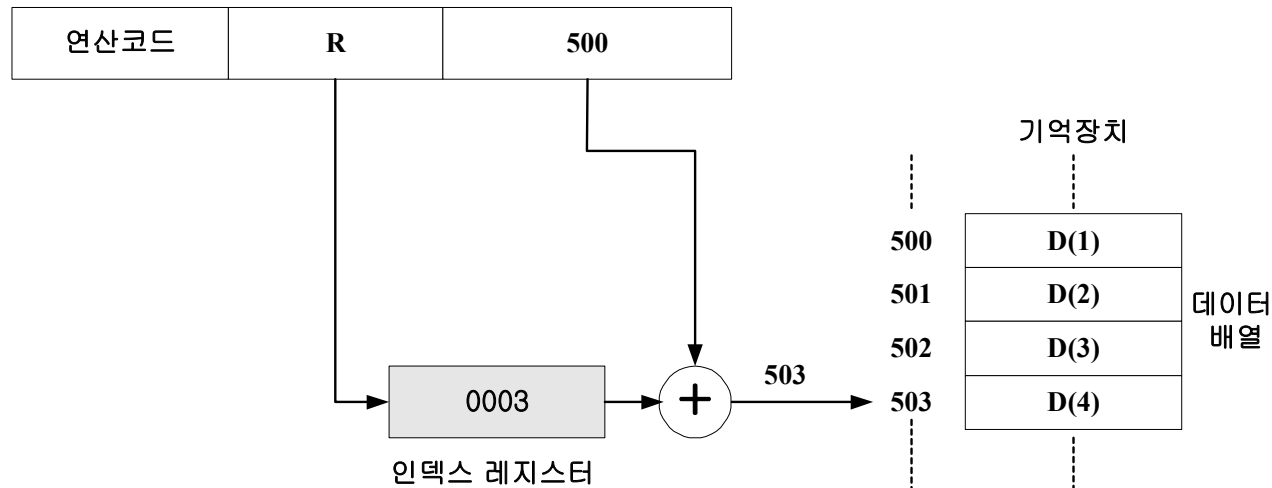 연산코드 R 500
기억장치
500 D(1)
501 D(2)
데이터
배열
502 D(3)
503
503 D(4)
0003
+
인덱스 레지스터